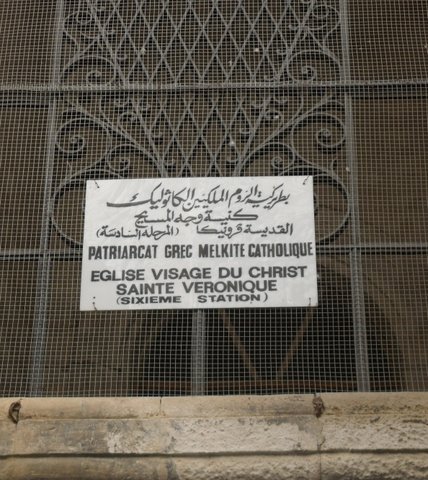 بطريركية الروم الملكيين الكاثوليك
كنيسة وجه المسيح
القديسة ڤرونيكا (المرحلة السادسة)
PATRIARCAT GREC MELKITE CATHOLIQUE
EGLISE VISAGE DU CHRIST
SAINTE VERONIQUE
(SIXIEME STATION)